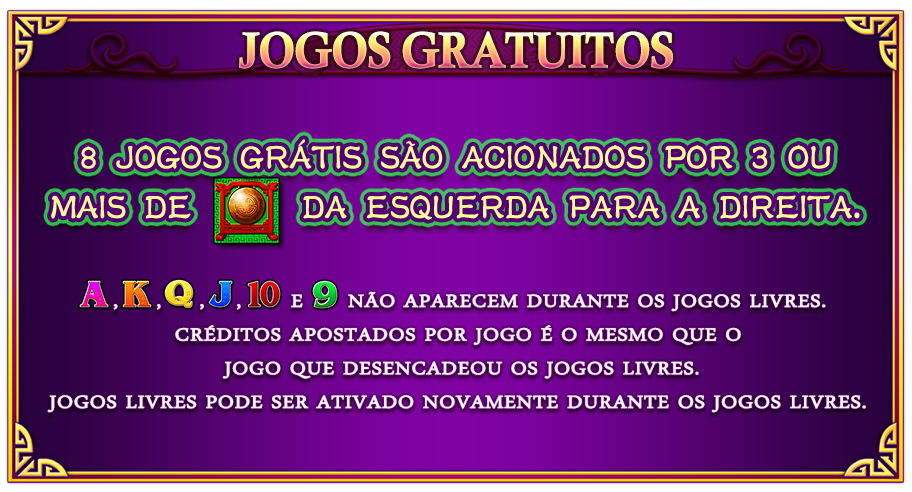 JOGOS GRATUITOS
8 JOGOS GRÁTIS SÃO ACIONADOS POR 3 OU
MAIS DE DA ESQUERDA PARA A DIREITA.
A,K,Q,J,10 E 9 NÃO APARECEM DURANTE OS JOGOS LIVRES.
CRÉDITOS APOSTADOS POR JOGO É O MESMO QUE O
JOGO QUE DESENCADEOU OS JOGOS LIVRES.
JOGOS LIVRES PODE SER ATIVADO NOVAMENTE DURANTE OS JOGOS LIVRES.